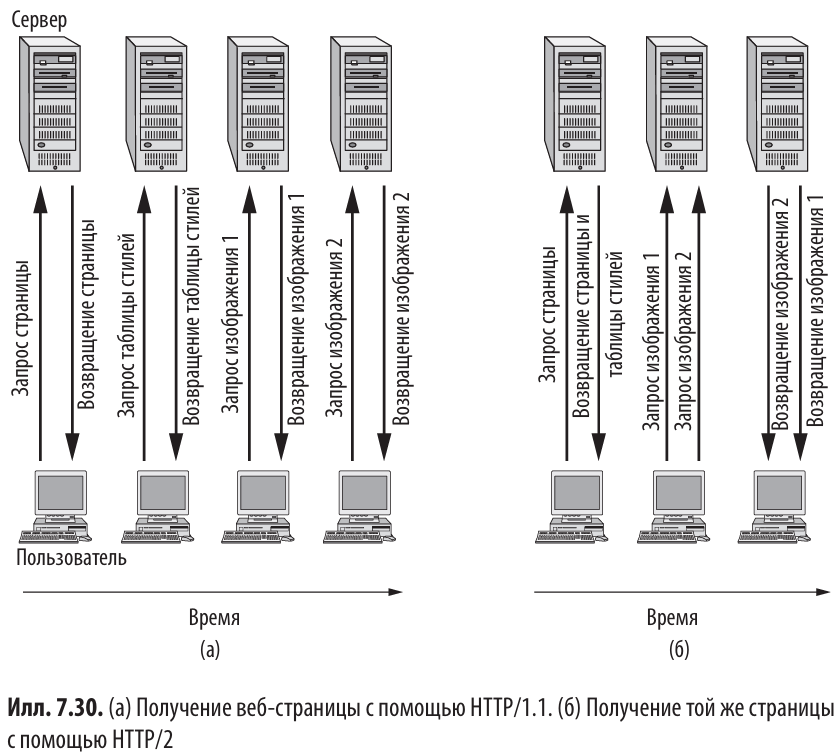 Сервер
Запрос страницы
Возвращение страницы
Запрос таблицы стилей
Возвращение таблицы стилей
Запрос изображения 1
Возвращение изображения 1
Запрос изображения 2
Возвращение изображения 2
Пользователь
Время
(а)
Запрос страницы
Возвращение страницы и
таблицы стилей
Запрос изображения 1
Запрос изображения 2
Возвращение изображения 2
Возвращение изображения 1
Время
(б)
Илл. 7.30. (а) Получение веб-страницы с помощью HTTP/1.1. (б) Получение той же страницы
с помощью HTTP/2